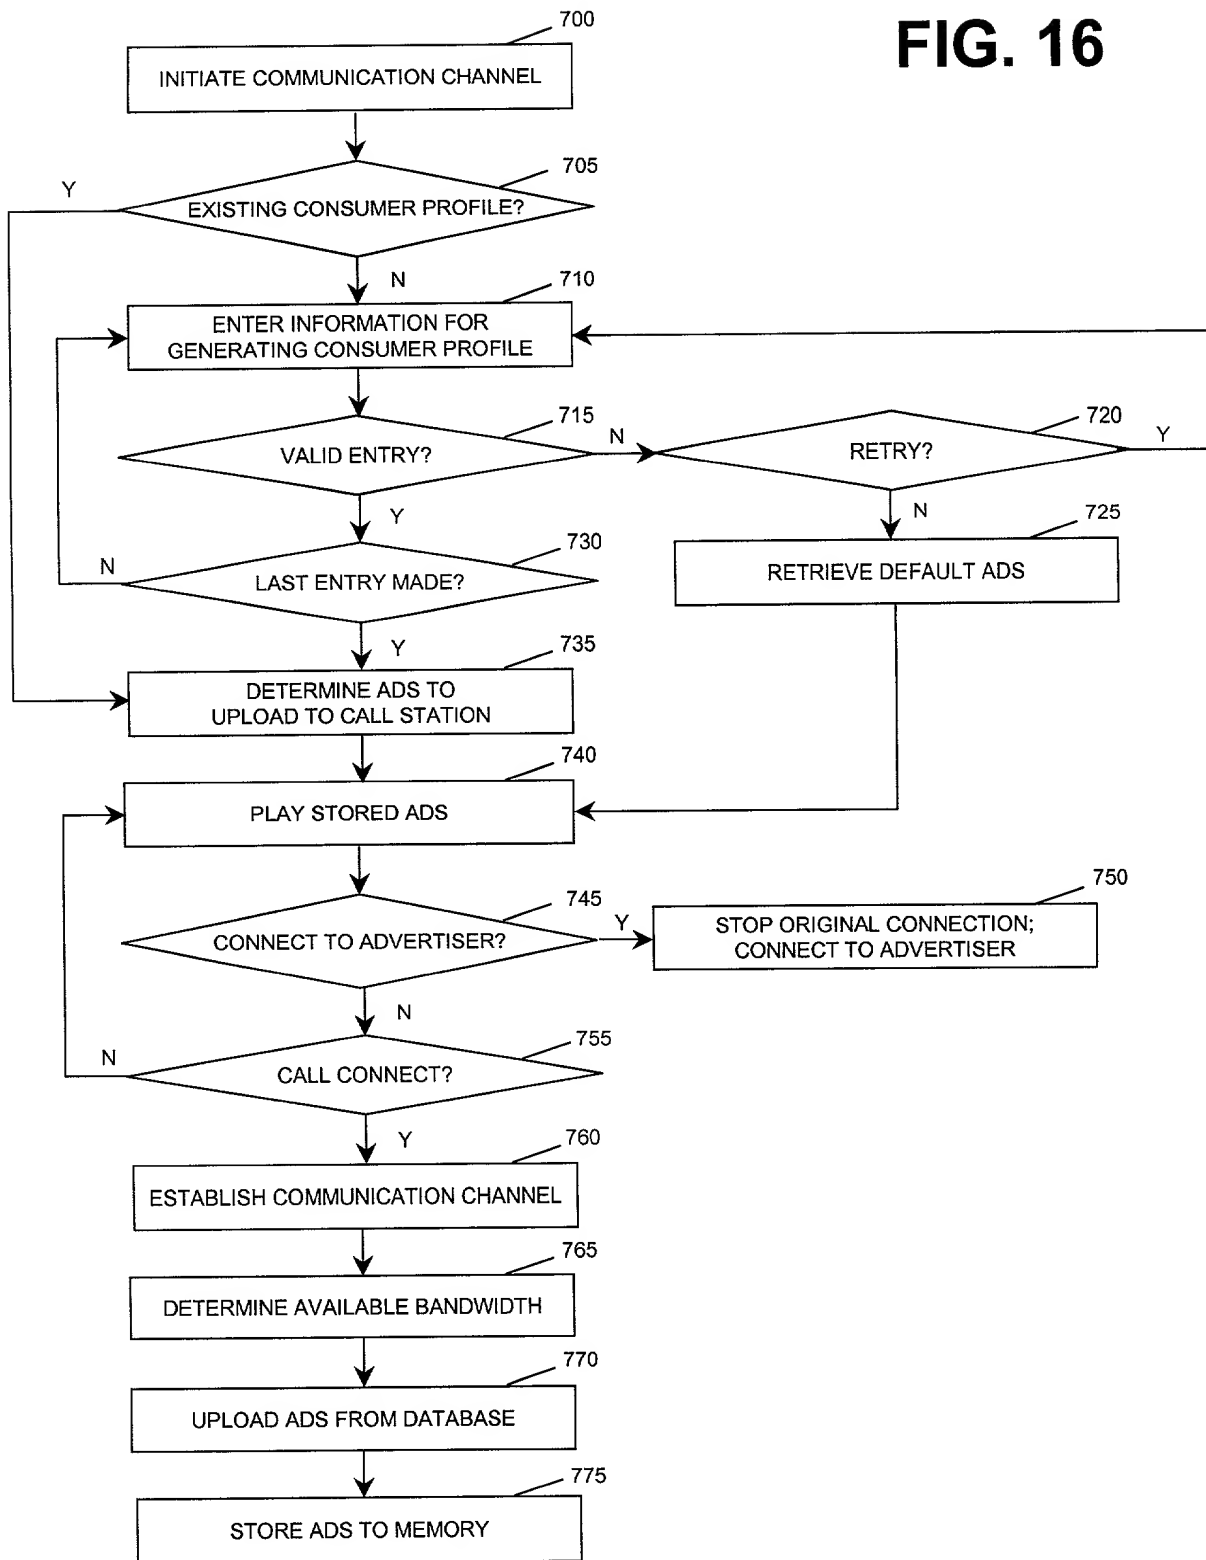 FIG. 16
700
INITIATE COMMUNICATION CHANNEL
705
Y
EXISTING CONSUMER PROFILE?
N
710
ENTER INFORMATION FOR
GENERATING CONSUMER PROFILE
715
720
VALID ENTRY?
N
RETRY?
Y
Y
N
725
730
N
LAST ENTRY MADE?
RETRIEVE DEFAULT ADS
Y
735
DETERMINE ADS TO
UPLOAD TO CALL STATION
740
PLAY STORED ADS
745
750
CONNECT TO ADVERTISER?
Y
STOP ORIGINAL CONNECTION;
CONNECT TO ADVERTISER
N
755
N
CALL CONNECT?
Y
760
ESTABLISH COMMUNICATION CHANNEL
765
DETERMINE AVAILABLE BANDWIDTH
770
UPLOAD ADS FROM DATABASE
775
STORE ADS TO MEMORY